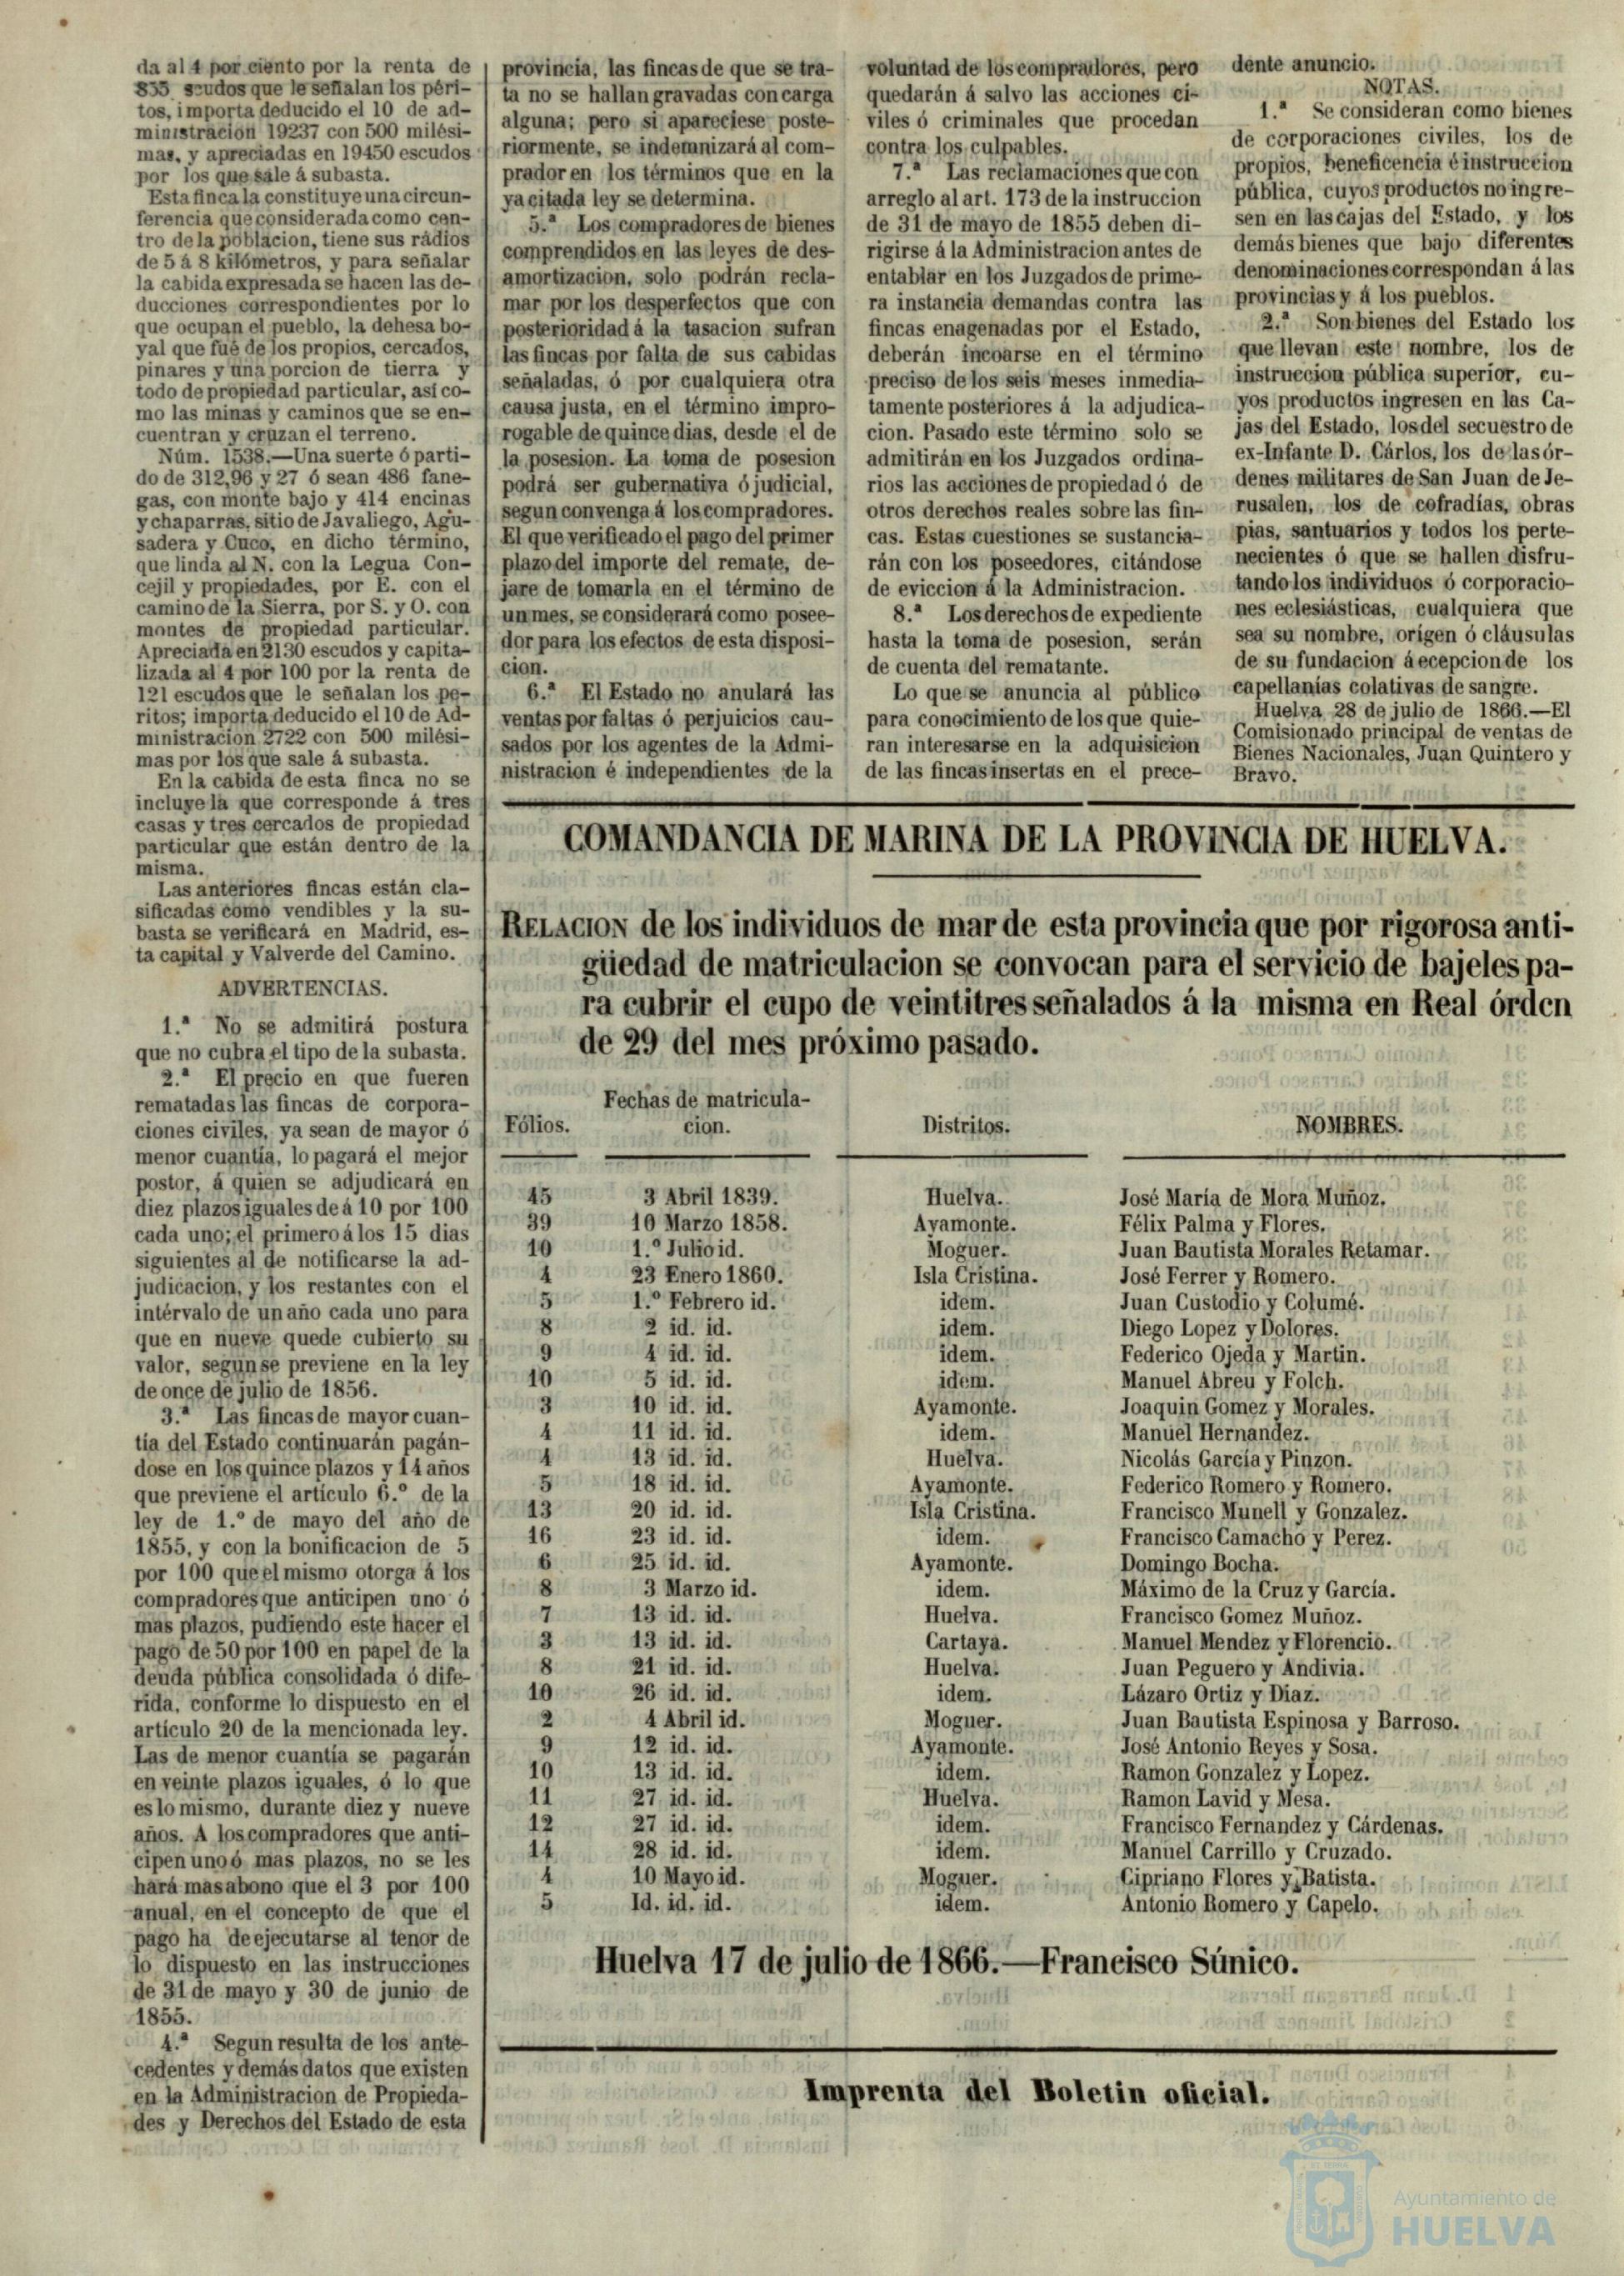 da al 4 por ciento por la renta de
855 scudos que le señalan los péri-
tos, importa deducido el 10 de ad-
ministracion 19237 con 500 milési-
mas, y apreciadas en 19450 escudos
por los que sale á subasta.
Esta finca la constituye una circun-
ferencia que considerada como cen-
tro de la poblacion, tiene sus rádios
de 5 á 8 kilómetros, y para señalar
la cabida expresada se hacen las de-
ducciones correspondientes por lo
que ocupan el pueblo, la dehesa bo-
yal que fué de los propios, cercados,
pinares y una porcion de tierra y
todo de propiedad particular, así co-
mo las minas y caminos que se en-
cuentran y cruzan el terreno.
Núm. 1538.—Una suerte ó parti-
do de 312,96 y 27 ó sean 486 fane-
gas, con monte bajo y 414 encinas
y chaparras, sitio de Javaliego, Agu-
sadera y Cuco, en dicho término,
que linda al N. con la Legua Con-
cejil y propiedades, por E. con el
camino de la Sierra, por S. y O. con
montes de propiedad particular.
Apreciada en 2130 escudos y capita-
lizada al 4 por 100 por la renta de
121 escudos que le señalan los pe-
ritos; importa deducido el 10 de Ad-
ministracion 2722 con 500 milési-
mas por los que sale á subasta.
En la cabida de esta finca no se
incluye la que corresponde á tres
casas y tres cercados de propiedad
particular que están dentro de la
misma.
Las anteriores fincas están cla-
sificadas como vendibles y la su-
basta se verificará en Madrid, es-
ta capital y Valverde del Camino.
ADVERTENCIAS.
1.ª No se admitirá postura
que no cubra el tipo de la subasta.
2.ª El precio en que fueren
rematadas las fincas de corpora-
ciones civiles, ya sean de mayor ó
menor cuantía, lo pagará el mejor
postor, á quien se adjudicará en
diez plazos iguales de á 10 por 100
cada uno; el primero á los 15 dias
siguientes al de notificarse la ad-
judicacion, y los restantes con el
intérvalo de un año cada uno para
que en nueve quede cubierto su
valor, segun se previene en la ley
de once de julio de 1856.
3.ª Las fincas de mayor cuan-
tía del Estado continuarán pagán-
dose en los quince plazos y 14 años
que previene el artículo 6.º de la
ley de 1.º de mayo del año de
1855, y con la bonificacion de 5
por 100 que el mismo otorga á los
compradores que anticipen uno ó
mas plazos, pudiendo este hacer el
pago de 50 por 100 en papel de la
deuda pública consolidada ó dife-
rida, conforme lo dispuesto en el
artículo 20 de la mencionada ley.
Las de menor cuantía se pagarán
en veinte plazos iguales, ó lo que
es lo mismo, durante diez y nueve
años. A los compradores que anti-
cipen uno ó mas plazos, no se les
hará mas abono que el 3 por 100
anual, en el concepto de que el
pago ha de ejecutarse al tenor de
lo dispuesto en las instrucciones
de 31 de mayo y 30 de junio de
1855.
4.ª Segun resulta de los ante-
cedentes y demás datos que existen
en la Administracion de Propieda-
des y Derechos del Estado de esta
provincia, las fincas de que se tra-
ta no se hallan gravadas con carga
alguna; pero si apareciese poste-
riormente, se indemnizará al com-
prador en los términos que en la
ya citada ley se determina.
5.ª Los compradores de bienes
comprendidos en las leyes de des-
amortizacion, solo podrán recla-
mar por los desperfectos que con
posterioridad á la tasacion sufran
las fincas por falta de sus cabidas
señaladas, ó por cualquiera otra
causa justa, en el término impro-
rogable de quince dias, desde el de
la posesion. La toma de posesion
podrá ser gubernativa ó judicial,
segun convenga á los compradores.
El que verificado el pago del primer
plazo del importe del remate, de-
jare de tomarla en el término de
un mes, se considerará como posee-
dor para los efectos de esta disposi-
cion.
6.ª El Estado no anulará las
ventas por faltas ó perjuicios cau-
sados por los agentes de la Admi-
nistracion é independientes de la
voluntad de los compradores, pero
quedarán á salvo las acciones ci-
viles ó criminales que procedan
contra los culpables.
7.ª Las reclamaciones que con
arreglo al art. 173 de la instruccion
de 31 de mayo de 1855 deben di-
rigirse á la Administracion antes de
entablar en los Juzgados de prime-
ra instancia demandas contra las
fincas enagenadas por el Estado,
deberán incoarse en el término
preciso de los seis meses inmedia-
tamente posteriores á la adjudica-
cion. Pasado este término solo se
admitirán en los Juzgados ordina-
rios las acciones de propiedad ó de
otros derechos reales sobre las fin-
cas. Estas cuestiones se sustancia-
rán con los poseedores, citándose
de eviccion á la Administracion.
8.ª Los derechos de expediente
hasta la toma de posesion, serán
de cuenta del rematante.
Lo que se anuncia al público
para conocimiento de los que quie-
ran interesarse en la adquisicion
de las fincas insertas en el prece-
dente anuncio.
NOTAS.
1.ª Se consideran como bienes
de corporaciones civiles, los de
propios, beneficencia é instruccion
pública, cuyos productos no ingre-
sen en las cajas del Estado, y los
demás bienes que bajo diferentes
denominaciones correspondan á las
provincias y á los pueblos.
2.ª Son bienes del Estado los
que llevan este nombre, los de
instruccion pública superior, cu-
yos productos ingresen en las Ca-
jas del Estado, los del secuestro de
ex-Infante D. Cárlos, los de las ór-
denes militares de San Juan de Je-
rusalen, los de cofradías, obras
pias, santuarios y todos los perte-
necientes ó que se hallen disfru-
tando los individuos ó corporacio-
nes eclesiásticas, cualquiera que
sea su nombre, orígen ó cláusulas
de su fundacion á ecepcion de los
capellanías colativas de sangre.
Huelva 28 de julio de 1866.—El
Comisionado principal de ventas de
Bienes Nacionales, Juan Quintero y
Bravo.
COMANDANCIA DE MARINA DE LA PROVINCIA DE HUELVA.
RELACION de los individuos de mar de esta provincia que por rigorosa anti-
güedad de matriculacion se convocan para el servicio de bajeles pa-
ra cubrir el cupo de veintitres señalados á la misma en Real órden
de 29 del mes próximo pasado.
Fólios. Fechas de matricula-
cion. Distritos. NOMBRES.
45 3 Abril 1839. Huelva. José María de Mora Muñoz.
39 10 Marzo 1858. Ayamonte. Félix Palma y Flores.
10 1.º Julio id. Moguer. Juan Bautista Morales Retamar.
4 23 Enero 1860. Isla Cristina. José Ferrer y Romero.
5 1.º Febrero id. idem. Juan Custodio y Columé.
8 2 id. id. idem. Diego Lopez y Dolores.
9 4 id. id. idem. Federico Ojeda y Martin.
10 5 id. id. idem. Manuel Abreu y Folch.
3 10 id. id. Ayamonte. Joaquin Gomez y Morales.
4 11 id. id. idem. Manuel Hernandez.
4 13 id. id. Huelva. Nicolás García y Pinzon.
5 18 id. id. Ayamonte. Federico Romero y Romero.
13 20 id. id. Isla Cristina. Francisco Munell y Gonzalez.
16 23 id. id. idem. Francisco Camacho y Perez.
6 25 id. id. Ayamonte. Domingo Bocha.
8 3 Marzo id. idem. Máximo de la Cruz y García.
7 13 id. id. Huelva. Francisco Gomez Muñoz.
3 13 id. id. Cartaya. Manuel Mendez y Florencio.
8 21 id. id. Huelva. Juan Peguero y Andivia.
10 26 id. id. idem. Lázaro Ortiz y Diaz.
2 4 Abril id. Moguer. Juan Bautista Espinosa y Barroso.
9 12 id. id. Ayamonte. José Antonio Reyes y Sosa.
10 13 id. id. idem. Ramon Gonzalez y Lopez.
11 27 id. id. Huelva. Ramon Lavid y Mesa.
12 27 id. id. idem. Francisco Fernandez y Cárdenas.
14 28 id. id. idem. Manuel Carrillo y Cruzado.
4 10 Mayo id. Moguer. Cipriano Flores y Batista.
5 Id. id. id. idem. Antonio Romero y Capelo.
Huelva 17 de julio de 1866.—Francisco Súnico.
Imprenta del Boletin oficial.
Ayuntamiento de
HUELVA